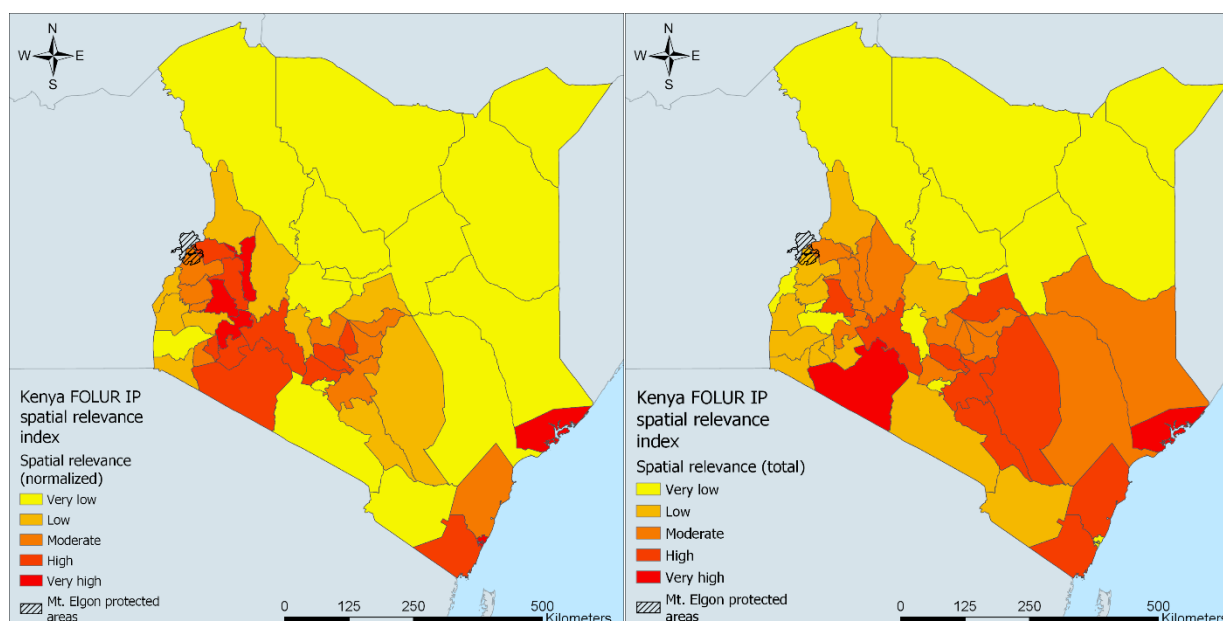 N
W E
S
Kenya FOLUR IP
spatial relevance
index
Spatial relevance
(normalized)
Very low
Low
Moderate
High
Very high
Mt. Elgon protected
areas
0 125 250 500
Kilometers
N
W E
S
Kenya FOLUR IP
spatial relevance
index
Spatial relevance (total)
Very low
Low
Moderate
High
Very high
Mt. Elgon protected
areas
0 125 250 500
Kilometers